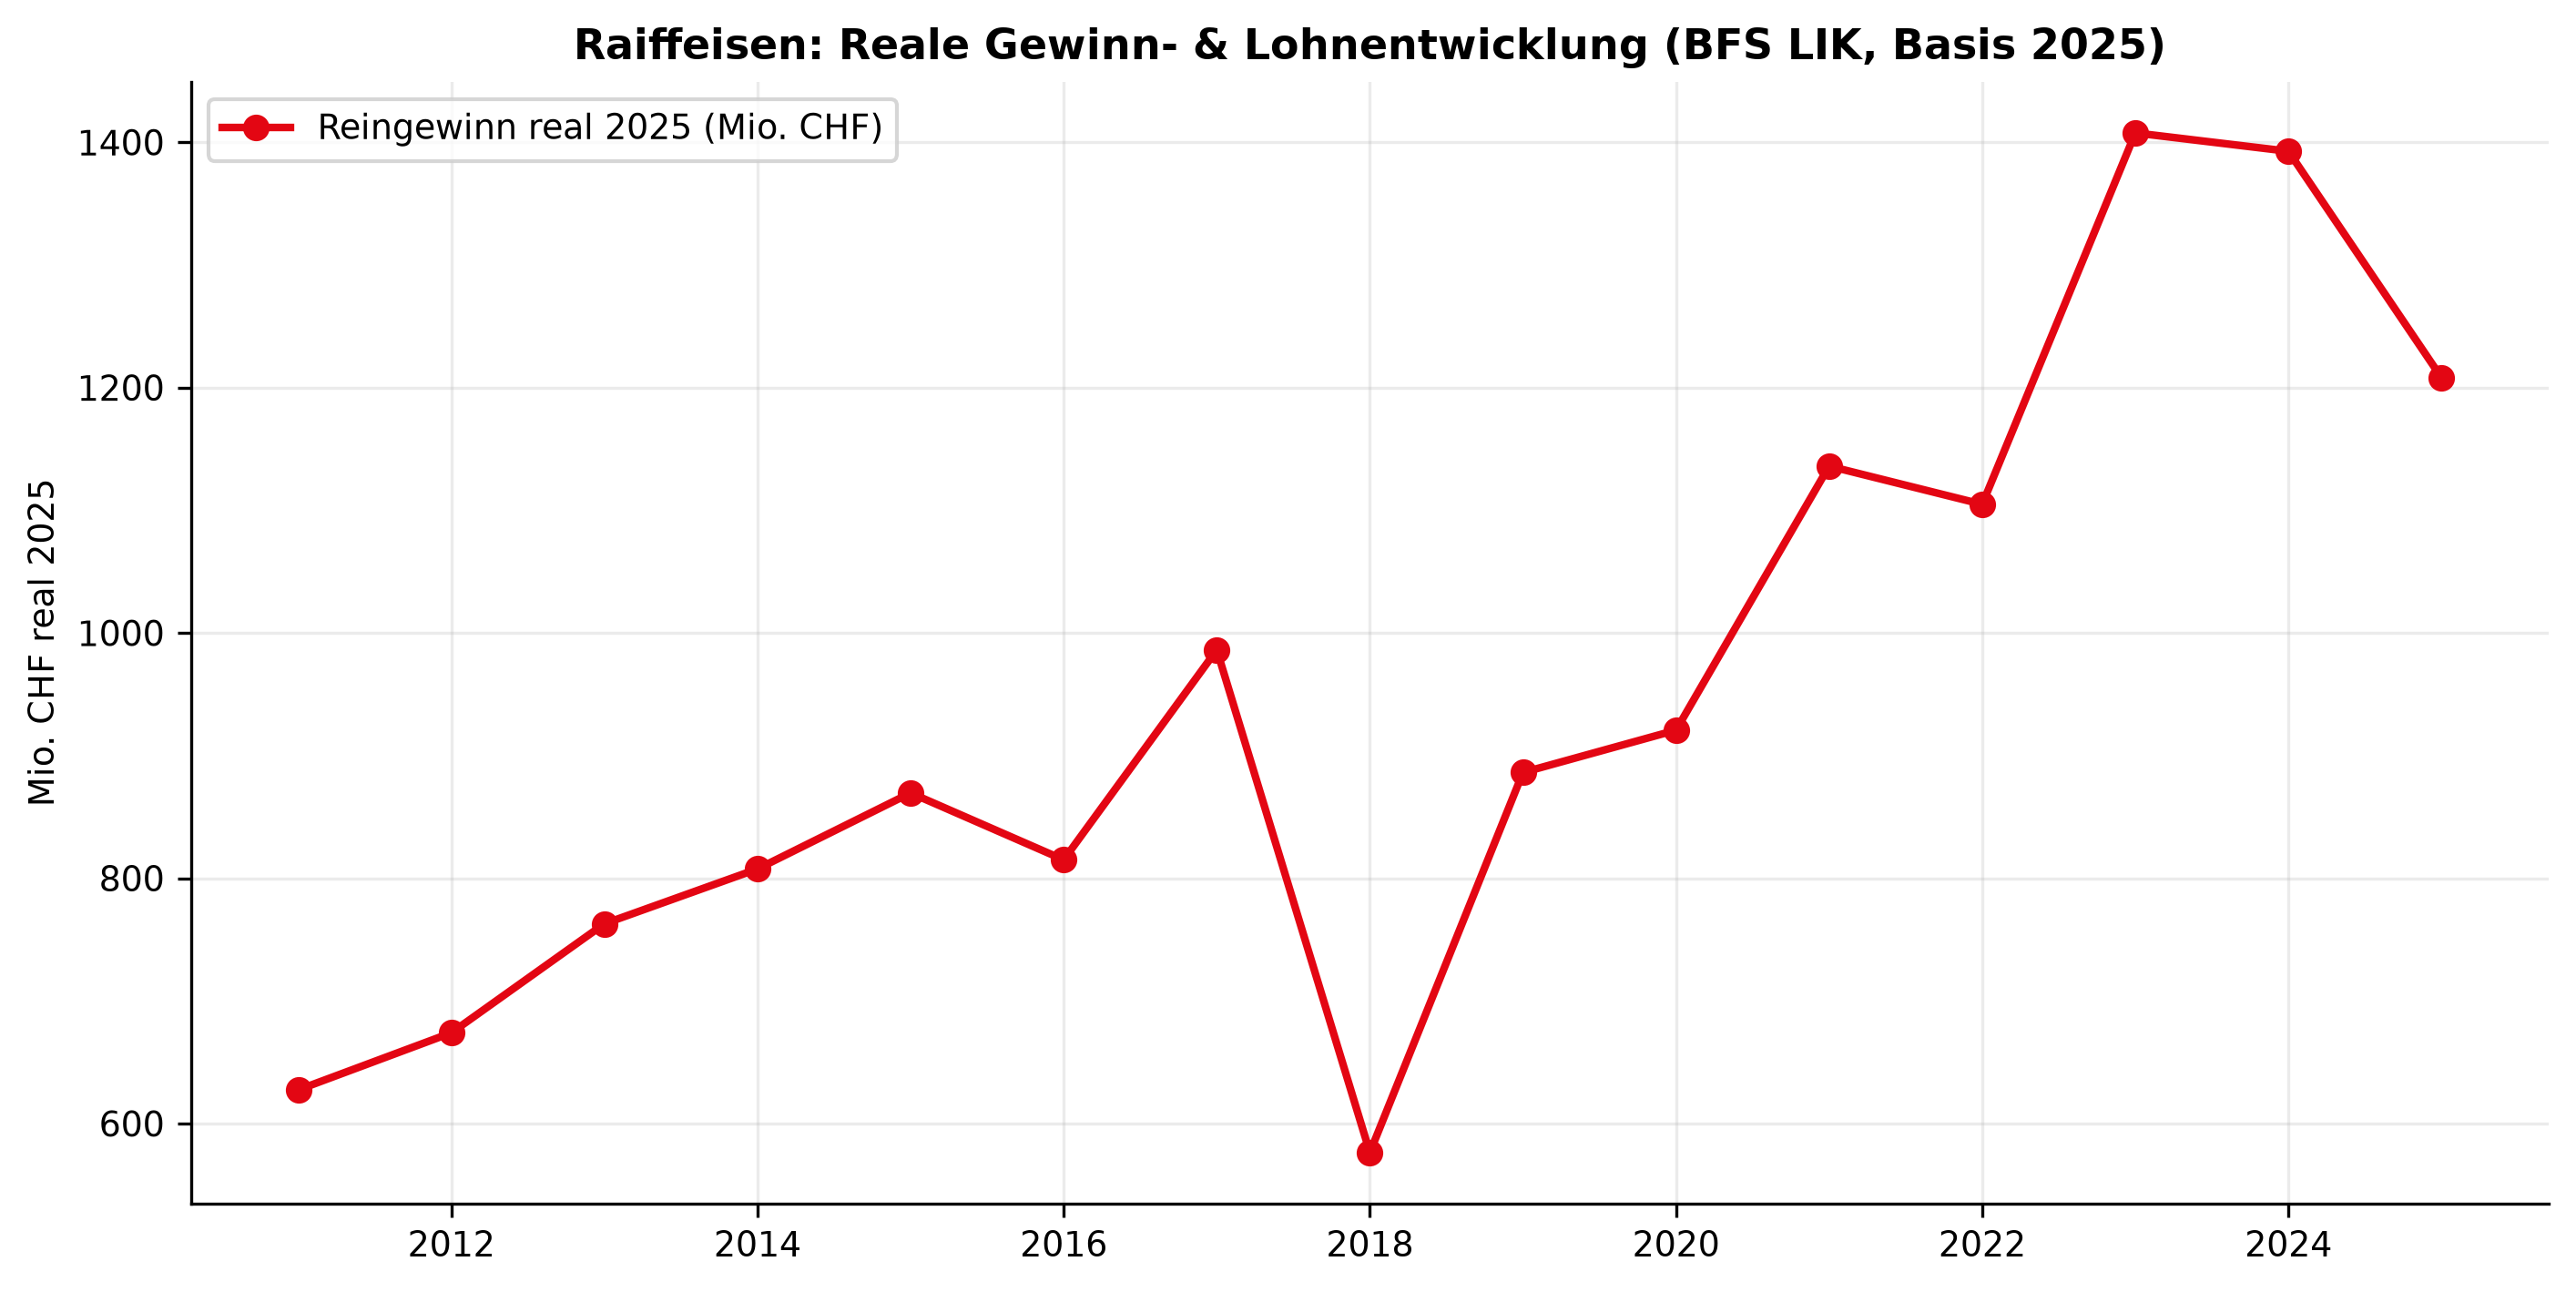 Raiffeisen: Reale Gewinn- & Lohnentwicklung (BFS LIK, Basis 2025)
Reingewinn real 2025 (Mio. CHF)
Mio. CHF real 2025
1400
1200
1000
800
600
2012 2014 2016 2018 2020 2022 2024